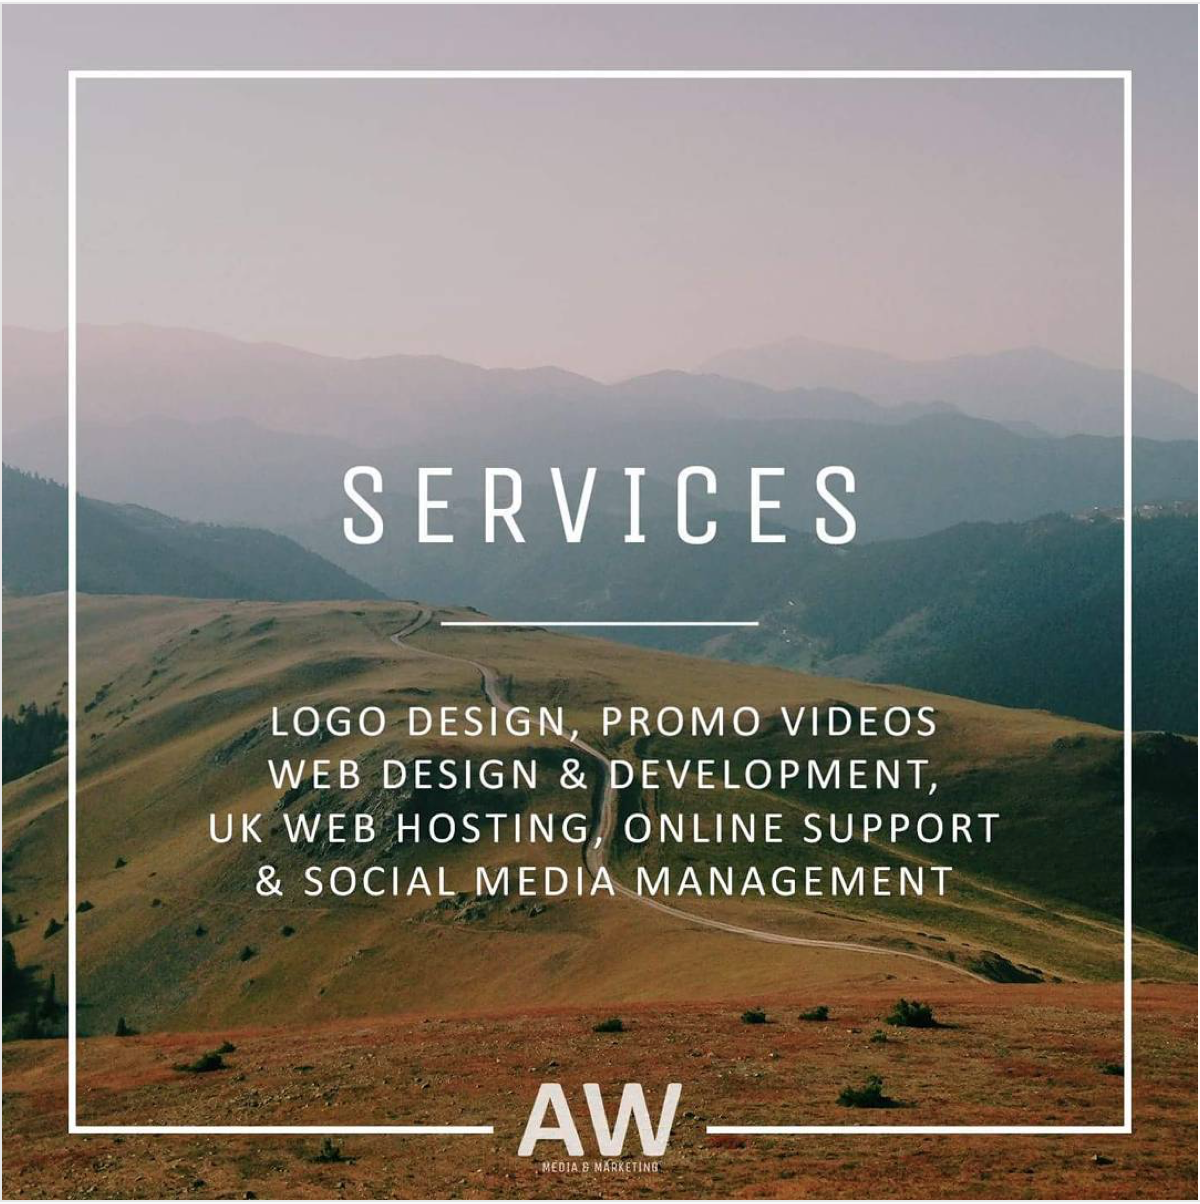 SERVICES
LOGO DESIGN, PROMO VIDEOS
WEB DESIGN & DEVELOPMENT,
UK WEB HOSTING, ONLINE SUPPORT
& SOCIAL MEDIA MANAGEMENT
AW
MEDIA & MARKETING